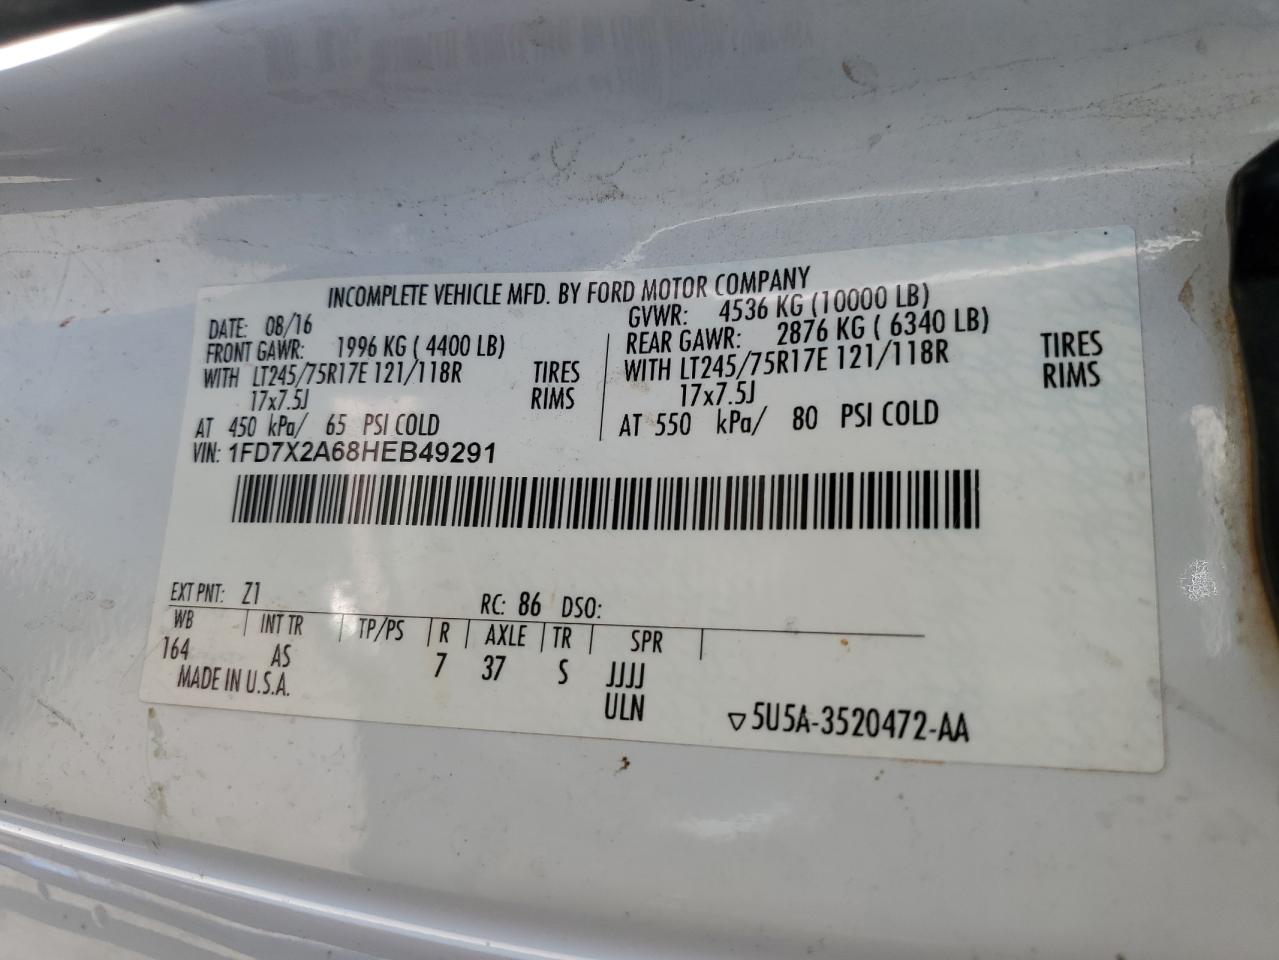 INCOMPLETE VEHICLE MFD. BY FORD MOTOR COMPANY
DATE: 08/16 GVWR: 4536 KG (10000 LB)
FRONT GAWR: 1996 KG ( 4400 LB) REAR GAWR: 2876 KG ( 6340 LB)
WITH LT245/75R17E 121/118R TIRES WITH LT245/75R17E 121/118R TIRES
17x7.5J RIMS 17x7.5J RIMS
AT 450 kPa/ 65 PSI COLD AT 550 kPa/ 80 PSI COLD
VIN: 1FD7X2A68HEB49291
EXT PNT: Z1 RC: 86 DSO:
WB INT TR TP/PS R AXLE TR SPR
164 AS 7 37 S JJJJ
MADE IN U.S.A. ULN ▽5U5A-3520472-AA